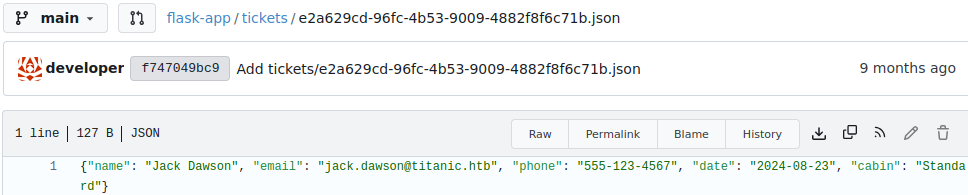 main flask-app / tickets / e2a629cd-96fc-4b53-9009-4882f8f6c71b.json
developer f747049bc9 Add tickets/e2a629cd-96fc-4b53-9009-4882f8f6c71b.json 9 months ago
1 line 127 B JSON Raw Permalink Blame History
1 {"name": "Jack Dawson", "email": "jack.dawson@titanic.htb", "phone": "555-123-4567", "date": "2024-08-23", "cabin": "Standa
rd"}